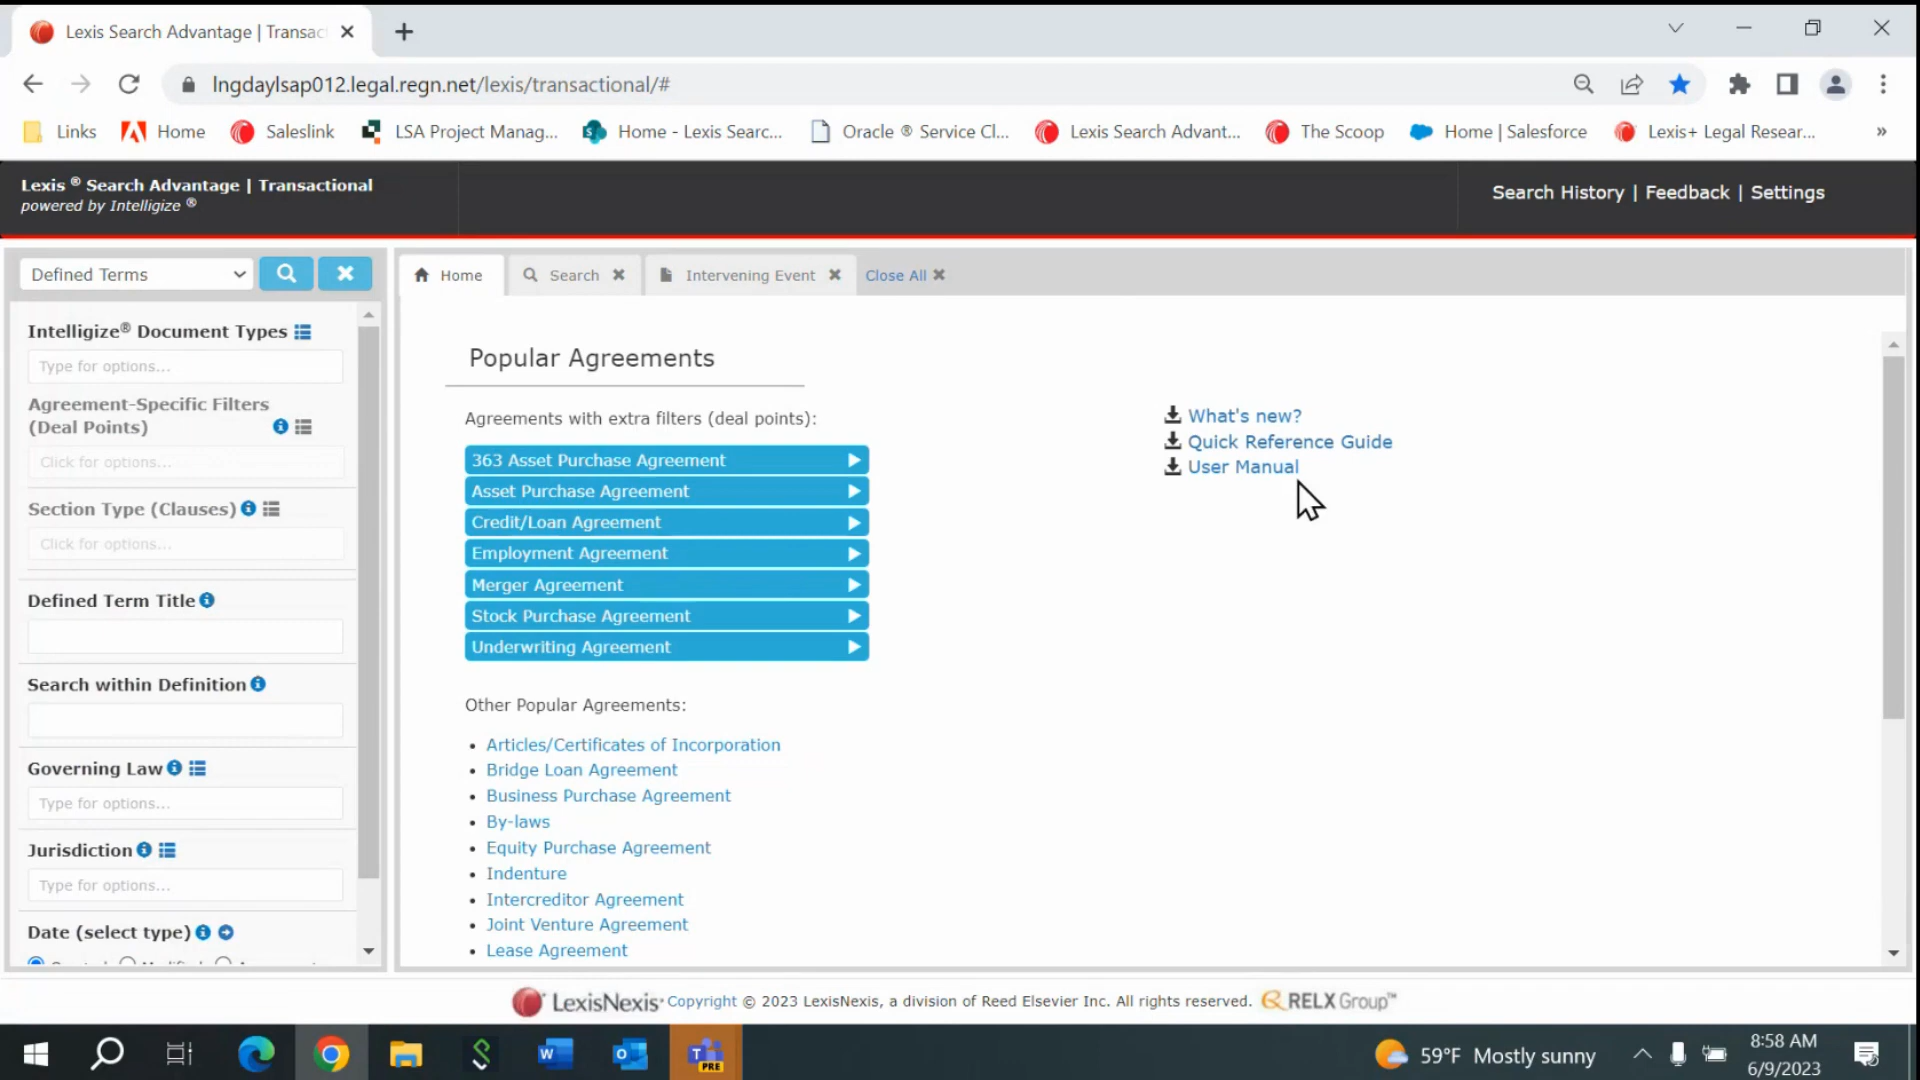 Lexis Search Advantage | Transac
lngdaylsap012.legal.regn.net/lexis/transactional/#
Links Home Saleslink LSA Project Manag... Home - Lexis Searc... Oracle ® Service Cl... Lexis Search Advant... The Scoop Home | Salesforce Lexis+ Legal Resear... »
Lexis ® Search Advantage | Transactional
powered by Intelligize ®
Search History | Feedback | Settings
Defined Terms
Home Search Intervening Event Close All
Intelligize® Document Types
Type for options...
Agreement-Specific Filters
(Deal Points)
Click for options...
Section Type (Clauses)
Click for options...
Defined Term Title
Search within Definition
Governing Law
Type for options...
Jurisdiction
Type for options...
Date (select type)
Popular Agreements
Agreements with extra filters (deal points):
363 Asset Purchase Agreement
Asset Purchase Agreement
Credit/Loan Agreement
Employment Agreement
Merger Agreement
Stock Purchase Agreement
Underwriting Agreement
Other Popular Agreements:
• Articles/Certificates of Incorporation
• Bridge Loan Agreement
• Business Purchase Agreement
• By-laws
• Equity Purchase Agreement
• Indenture
• Intercreditor Agreement
• Joint Venture Agreement
• Lease Agreement
What's new?
Quick Reference Guide
User Manual
LexisNexis® Copyright © 2023 LexisNexis, a division of Reed Elsevier Inc. All rights reserved. RELX Group™
W O T PRE
59°F Mostly sunny
8:58 AM
6/9/2023